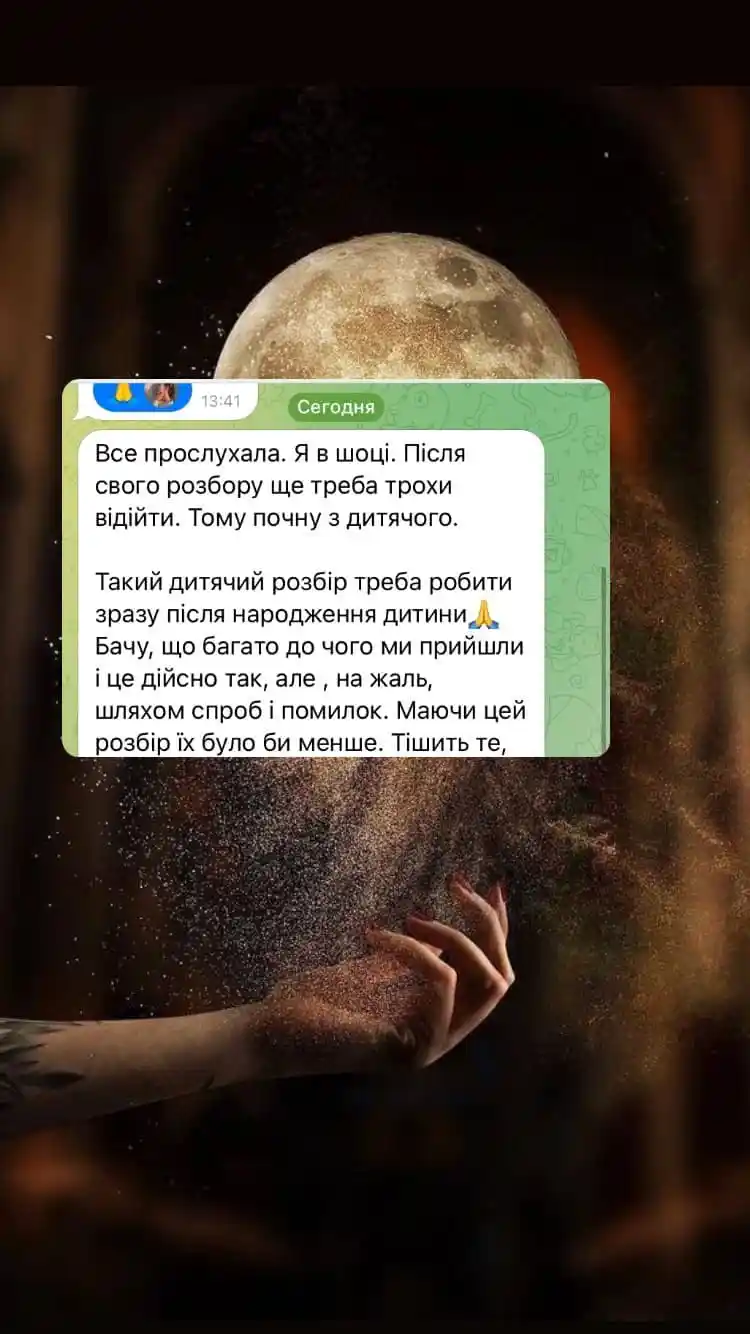 13:41
Сегодня
Все прослухала. Я в шоці. Після
свого розбору ще треба трохи
відійти. Тому почну з дитячого.
Такий дитячий розбір треба робити
зразу після народження дитини🙏
Бачу, що багато до чого ми прийшли
і це дійсно так, але , на жаль,
шляхом спроб і помилок. Маючи цей
розбір їх було би менше. Тішить те,